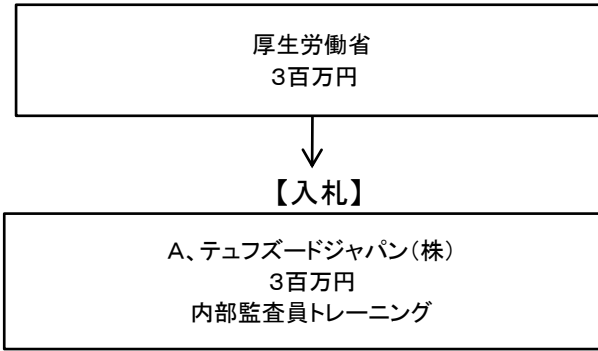 厚生労働省
３百万円
【入札】
A、テュフズードジャパン（株）
３百万円
内部監査員トレーニング